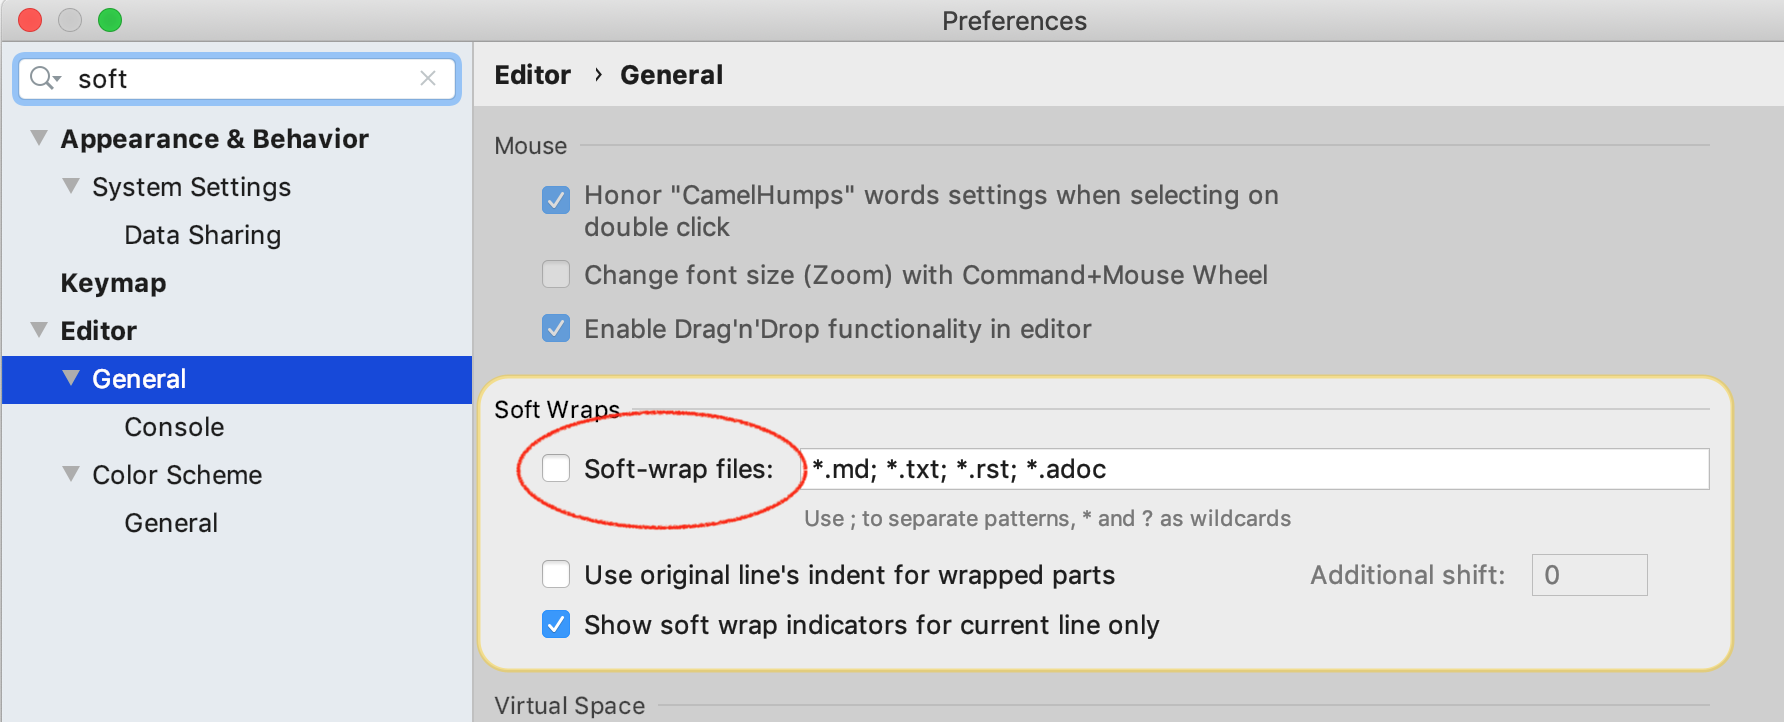 Preferences
soft
Appearance & Behavior
System Settings
Data Sharing
Keymap
Editor
General
Console
Color Scheme
General
Editor › General
Mouse
Honor "CamelHumps" words settings when selecting on
double click
Change font size (Zoom) with Command+Mouse Wheel
Enable Drag'n'Drop functionality in editor
Soft Wraps
Soft-wrap files: *.md; *.txt; *.rst; *.adoc
Use ; to separate patterns, * and ? as wildcards
Use original line's indent for wrapped parts Additional shift: 0
Show soft wrap indicators for current line only
Virtual Space